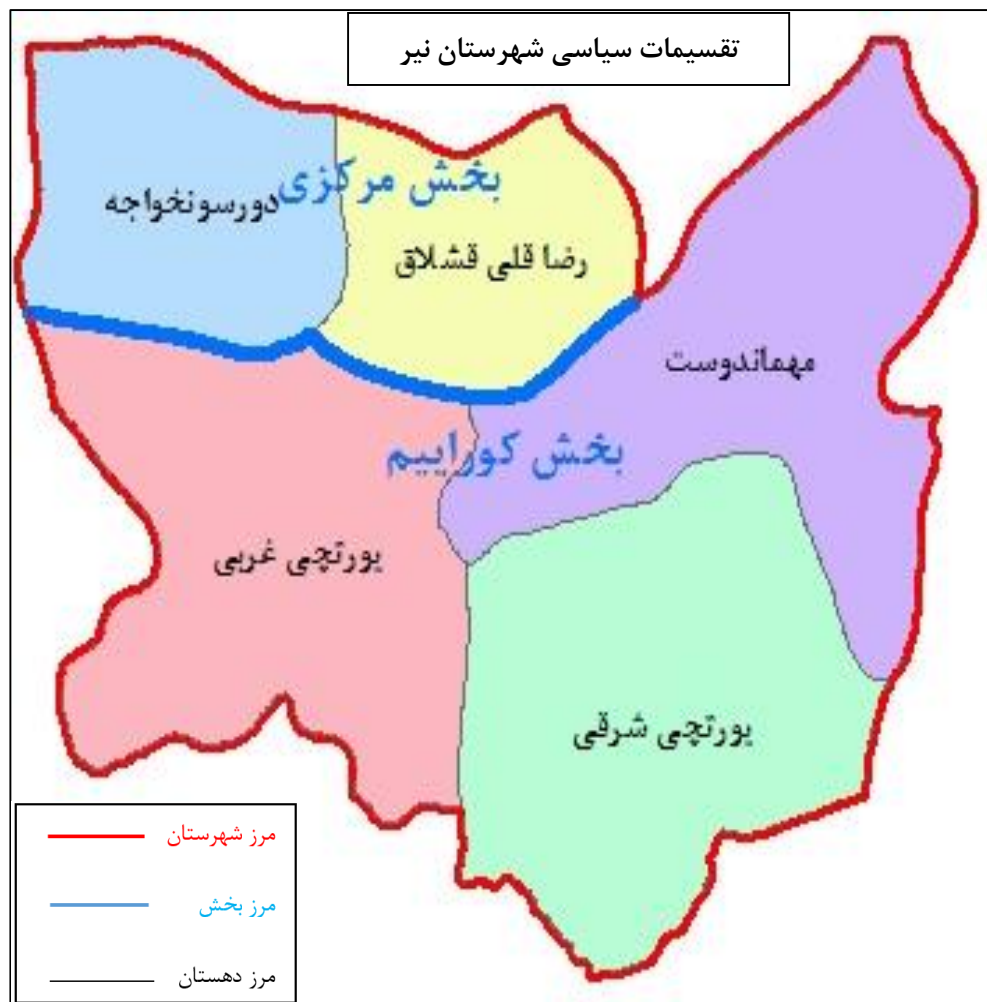 تقسیمات سیاسی شهرستان نیر
بخش مرکزی
دورسونخواجه
رضا قلی قشلاق
مهماندوست
بخش کوراییم
یورتچی غربی
یورتچی شرقی
مرز شهرستان
مرز بخش
مرز دهستان